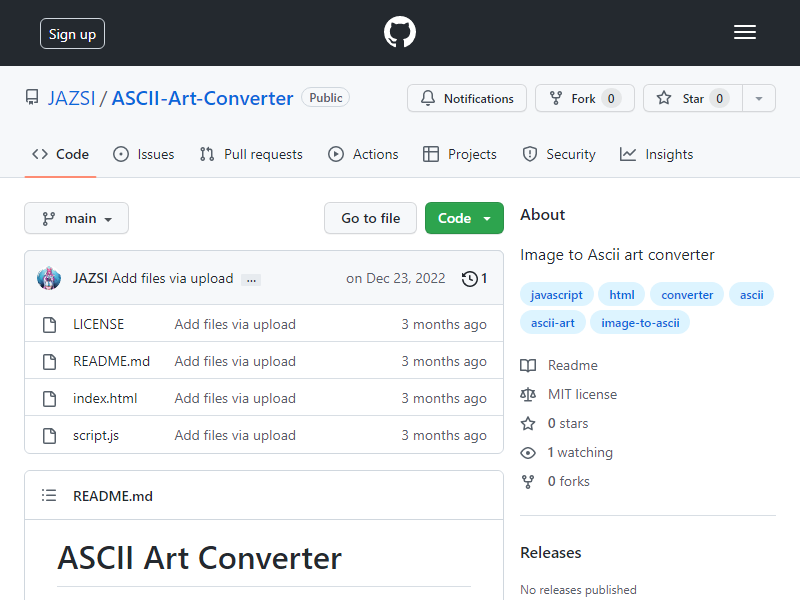 Sign up
JAZSI / ASCII-Art-Converter Public
Notifications Fork 0 Star 0
Code Issues Pull requests Actions Projects Security Insights
main Go to file Code
JAZSI Add files via upload ... on Dec 23, 2022 1
LICENSE Add files via upload 3 months ago
README.md Add files via upload 3 months ago
index.html Add files via upload 3 months ago
script.js Add files via upload 3 months ago
README.md
ASCII Art Converter
About
Image to Ascii art converter
javascript html converter ascii
ascii-art image-to-ascii
Readme
MIT license
0 stars
1 watching
0 forks
Releases
No releases published